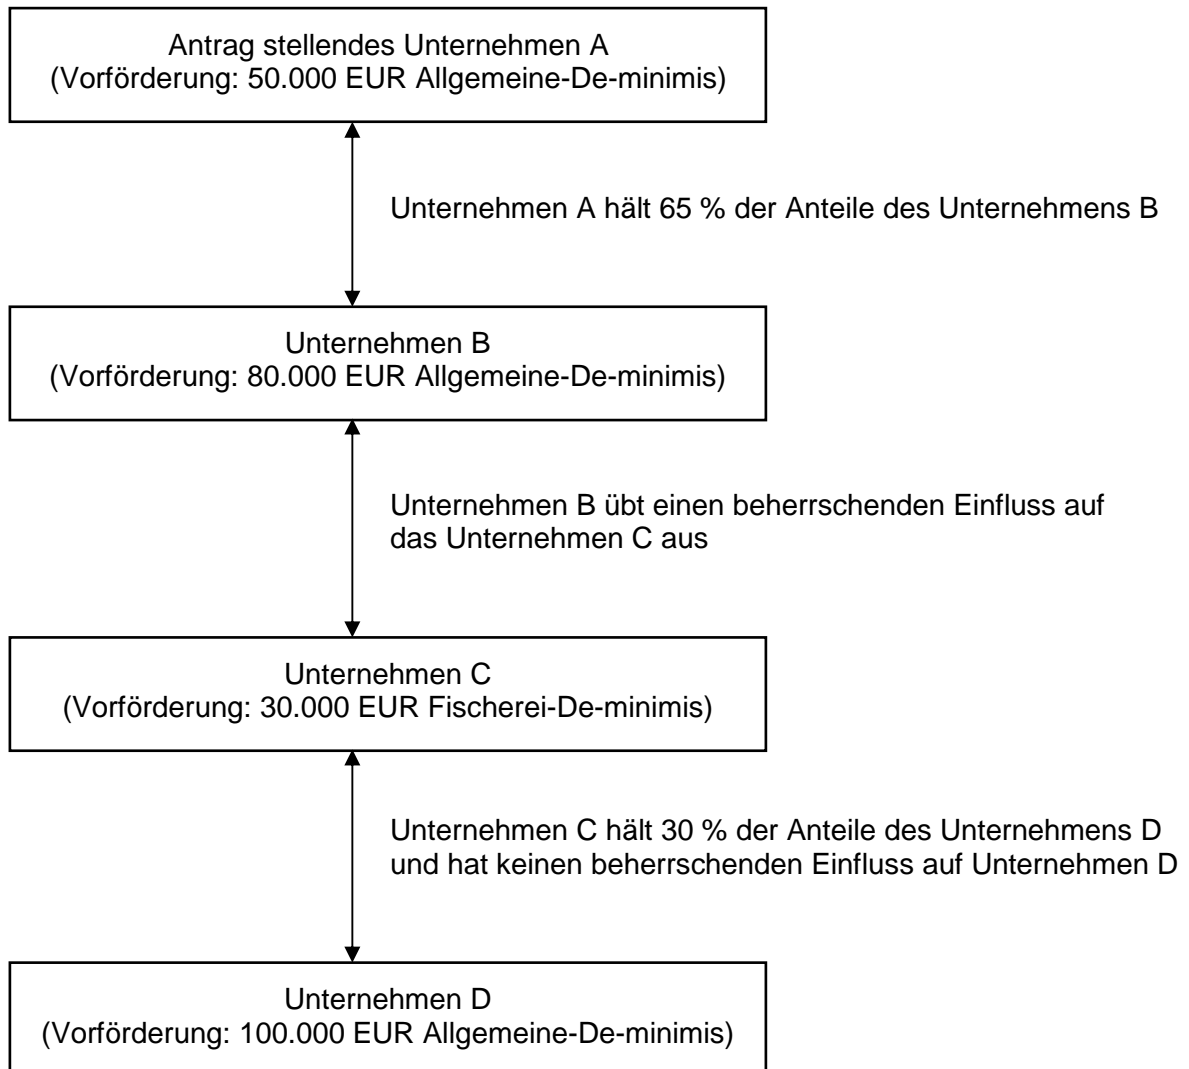 Antrag stellendes Unternehmen A
(Vorförderung: 50.000 EUR Allgemeine-De-minimis)
Unternehmen A hält 65 % der Anteile des Unternehmens B
Unternehmen B
(Vorförderung: 80.000 EUR Allgemeine-De-minimis)
Unternehmen B übt einen beherrschenden Einfluss auf
das Unternehmen C aus
Unternehmen C
(Vorförderung: 30.000 EUR Fischerei-De-minimis)
Unternehmen C hält 30 % der Anteile des Unternehmens D
und hat keinen beherrschenden Einfluss auf Unternehmen D
Unternehmen D
(Vorförderung: 100.000 EUR Allgemeine-De-minimis)